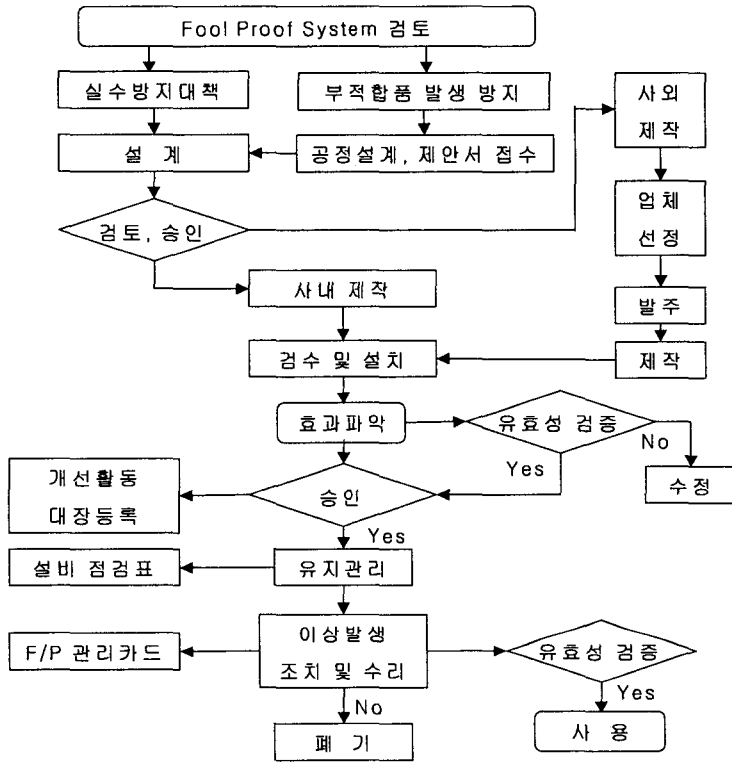 Fool Proof System 검토
실수방지대책
부적합품 발생 방지
사외
제작
설 계
공정설계, 제안서 접수
업체
선정
검토, 승인
사내 제작
발주
검수 및 설치
제작
효과파악
유효성 검증
No
Yes
개선활동
대장등록
승인
수정
Yes
설비 점검표
유지관리
F/P 관리카드
이상발생
조치 및 수리
유효성 검증
No
Yes
폐 기
사 용